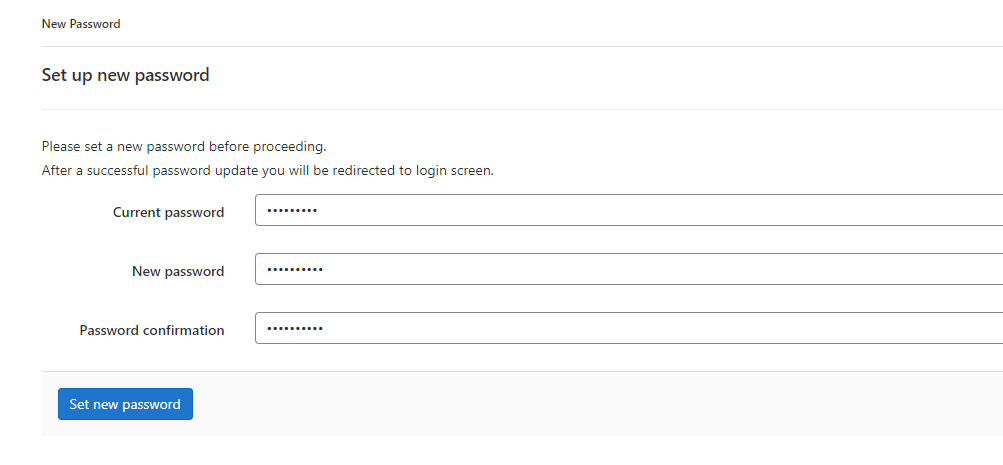 New Password
Set up new password
Please set a new password before proceeding.
After a successful password update you will be redirected to login screen.
Current password •••••••••
New password ••••••••••
Password confirmation ••••••••••
Set new password